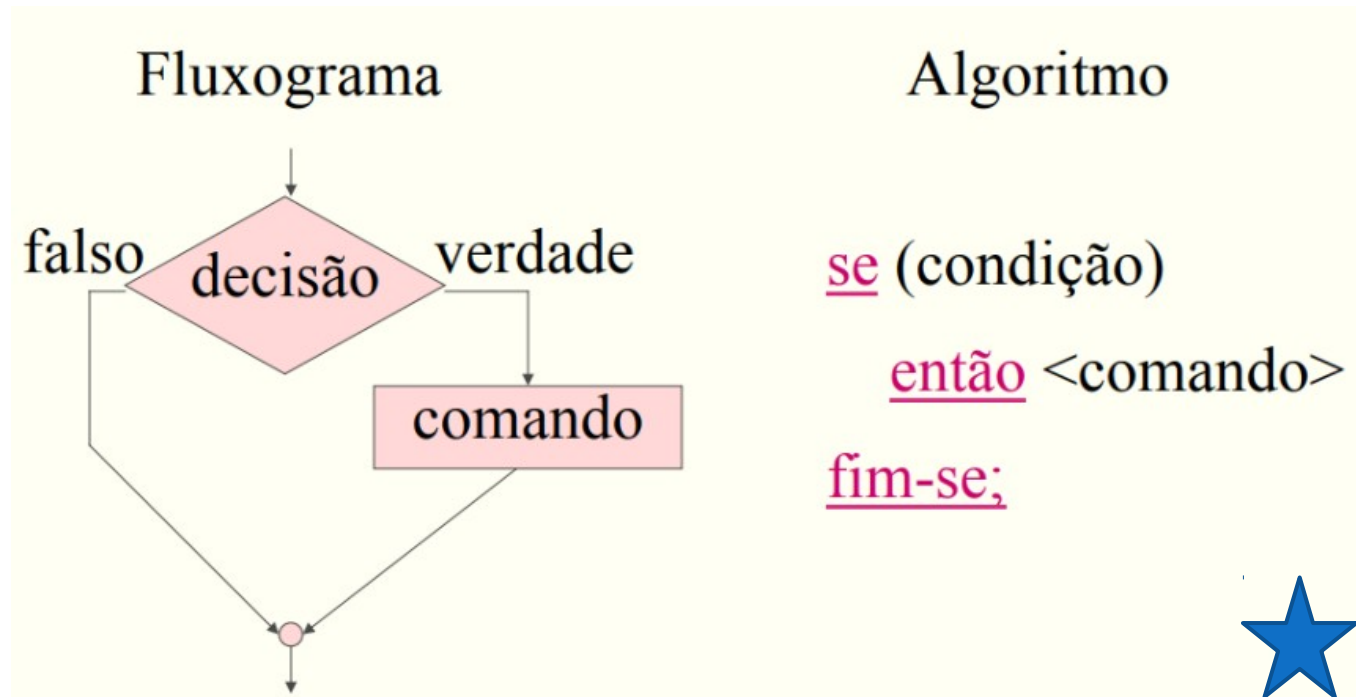 Fluxograma
falso
decisão
verdade
comando
Algoritmo
se (condição)
então <comando>
fim-se;